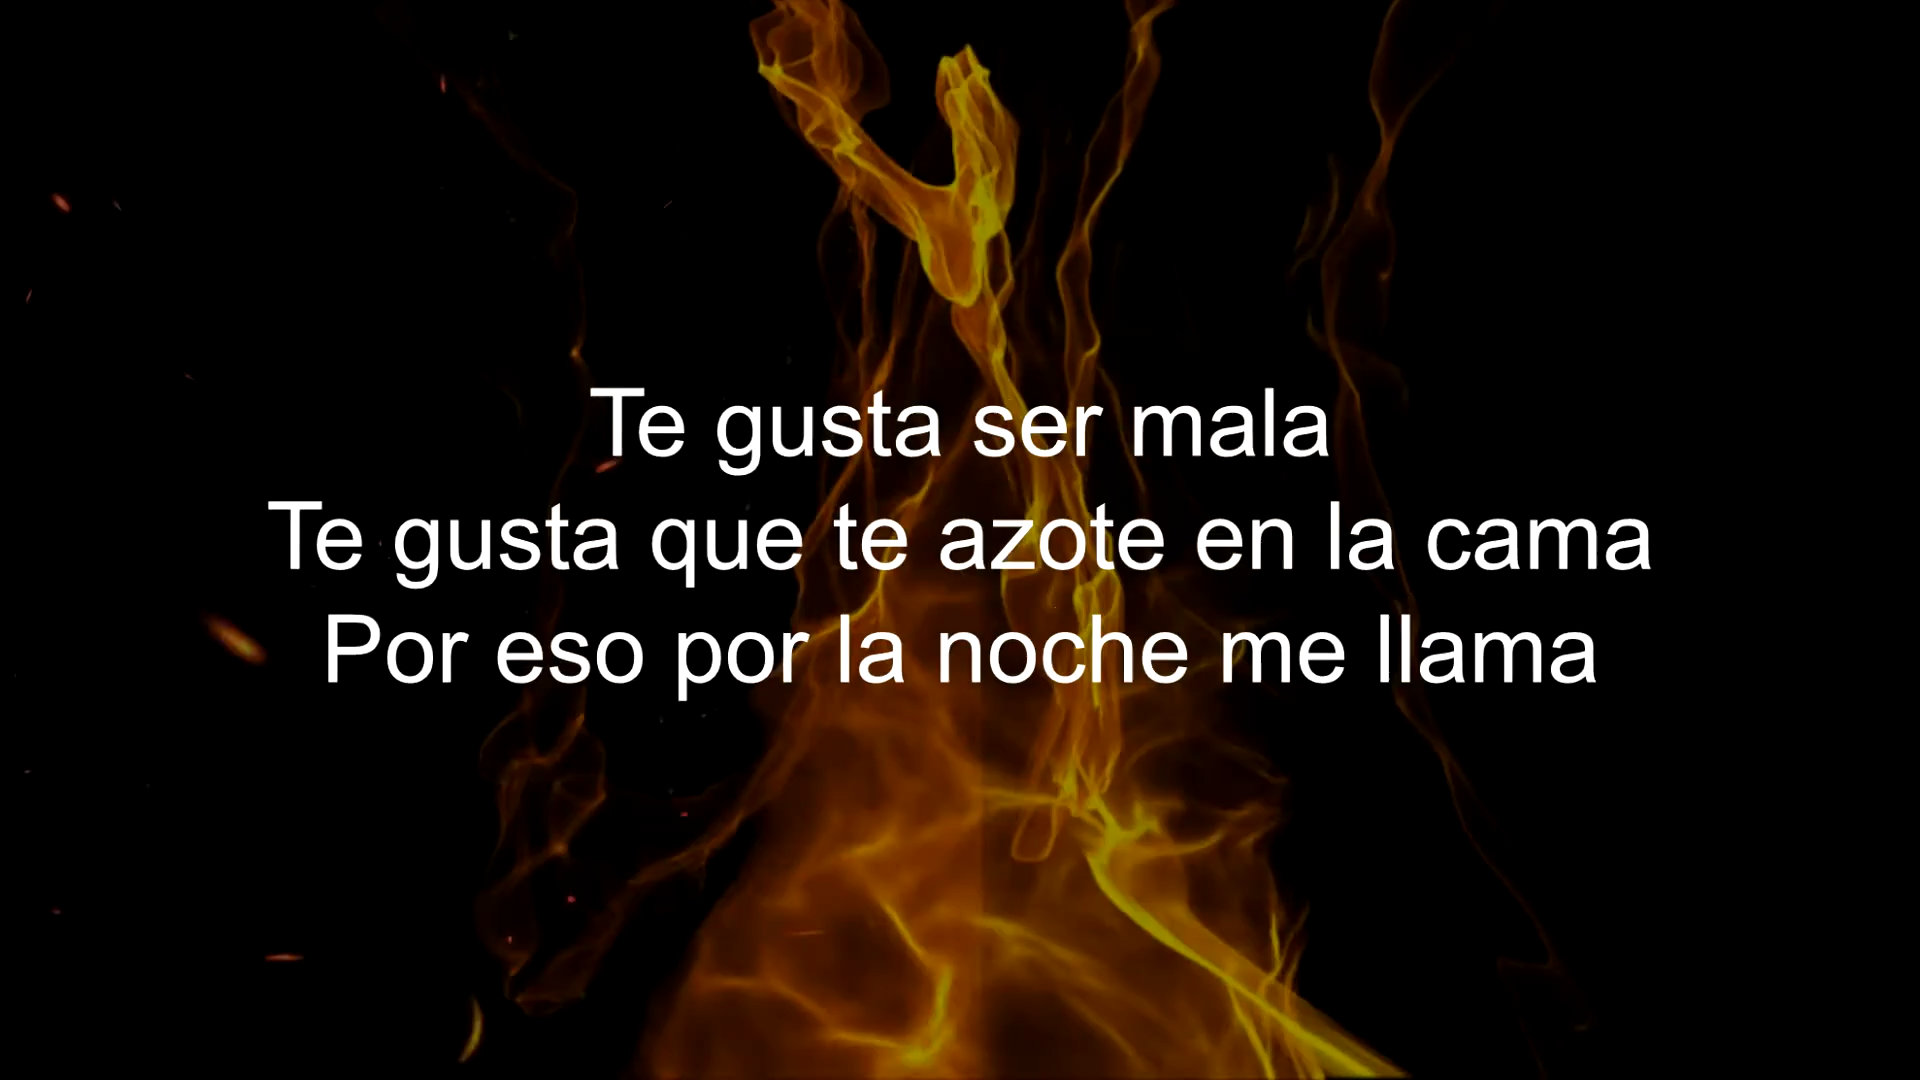 Te gusta ser mala
Te gusta que te azote en la cama
Por eso por la noche me llama